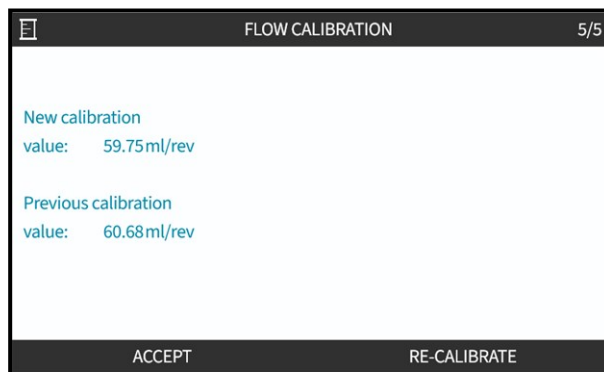 FLOW CALIBRATION 5/5
New calibration
value: 59.75ml/rev
Previous calibration
value: 60.68ml/rev
ACCEPT RE-CALIBRATE